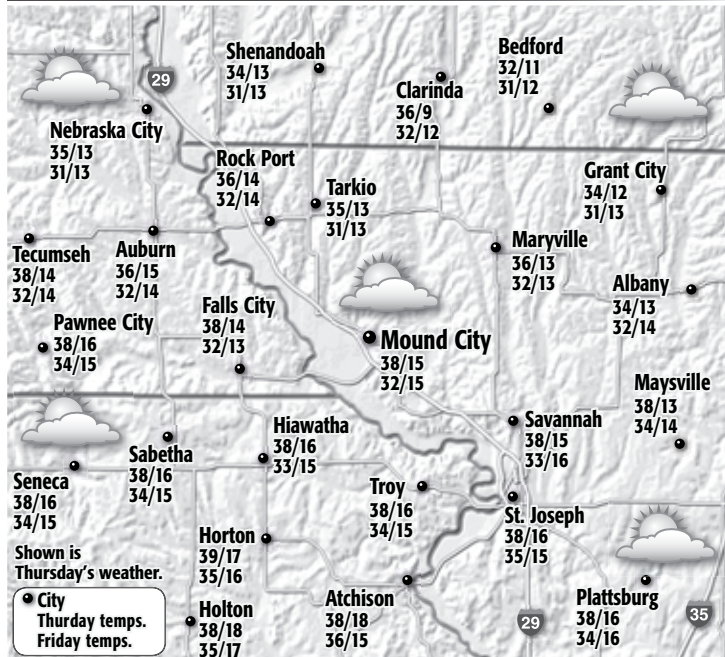 Shenandoah
34/13
31/13
Bedford
32/11
31/12
Clarinda
36/9
32/12
29
Nebraska City
35/13
31/13
Rock Port
36/14
32/14
Tarkio
35/13
31/13
Grant City
34/12
31/13
Tecumseh
38/14
32/14
Auburn
36/15
32/14
Maryville
36/13
32/13
Falls City
38/14
32/13
Albany
34/13
32/14
Pawnee City
38/16
34/15
Mound City
38/15
32/15
Maysville
38/13
34/14
Hiawatha
38/16
33/15
Savannah
38/15
33/16
Sabetha
38/16
34/15
Seneca
38/16
34/15
Troy
38/16
34/15
St. Joseph
38/16
35/15
Horton
39/17
35/16
Shown is
Thursday's weather.
City
Thurday temps.
Friday temps.
Holton
38/18
35/17
Atchison
38/18
36/15
29
Plattsburg
38/16
34/16
35